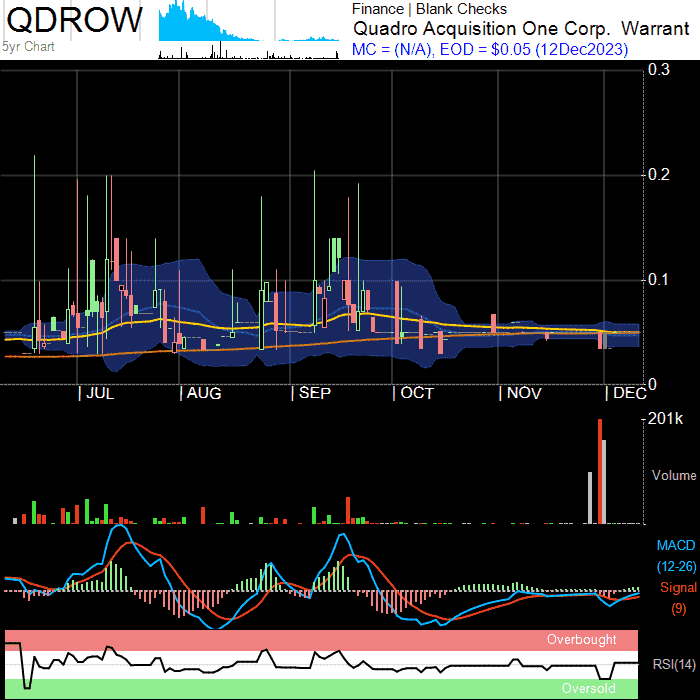 QDROW
5yr Chart
Finance | Blank Checks
Quadro Acquisition One Corp. Warrant
MC = (N/A), EOD = $0.05 (12Dec2023)
0.3
0.2
0.1
0
JUL AUG SEP OCT NOV DEC
201k
Volume
MACD
(12-26)
Signal
(9)
Overbought
RSI(14)
Oversold